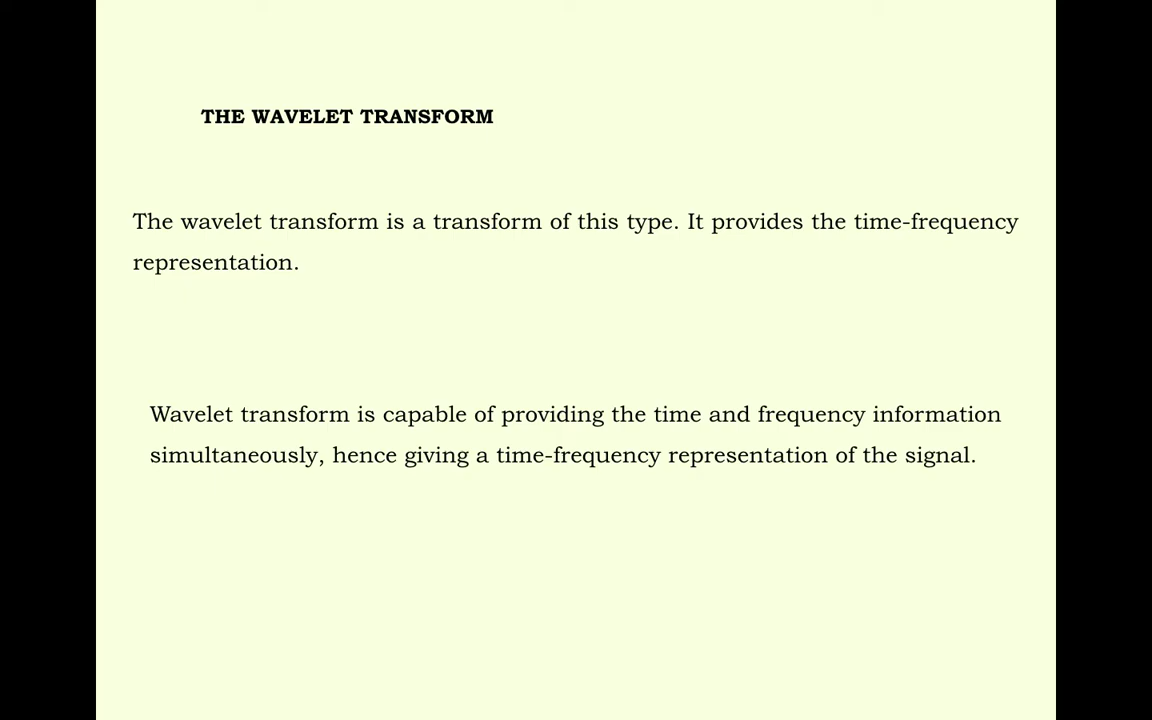 THE WAVELET TRANSFORM
The wavelet transform is a transform of this type. It provides the time-frequency
representation.
Wavelet transform is capable of providing the time and frequency information
simultaneously, hence giving a time-frequency representation of the signal.